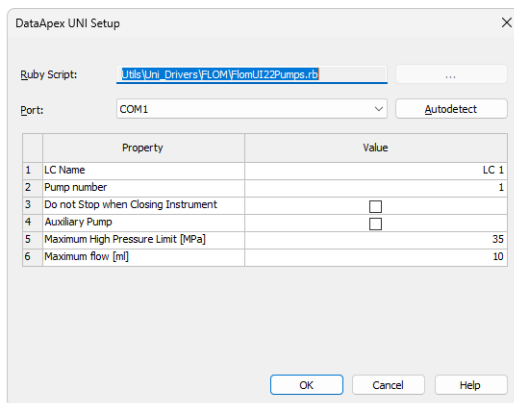 DataApex UNI Setup
Ruby Script: Utils\Uni_Drivers\FLOM\FlomUI22Pumps.rb ...
Port: COM1 Autodetect
Property Value
1 LC Name LC 1
2 Pump number 1
3 Do not Stop when Closing Instrument
4 Auxiliary Pump
5 Maximum High Pressure Limit [MPa] 35
6 Maximum flow [ml] 10
OK Cancel Help